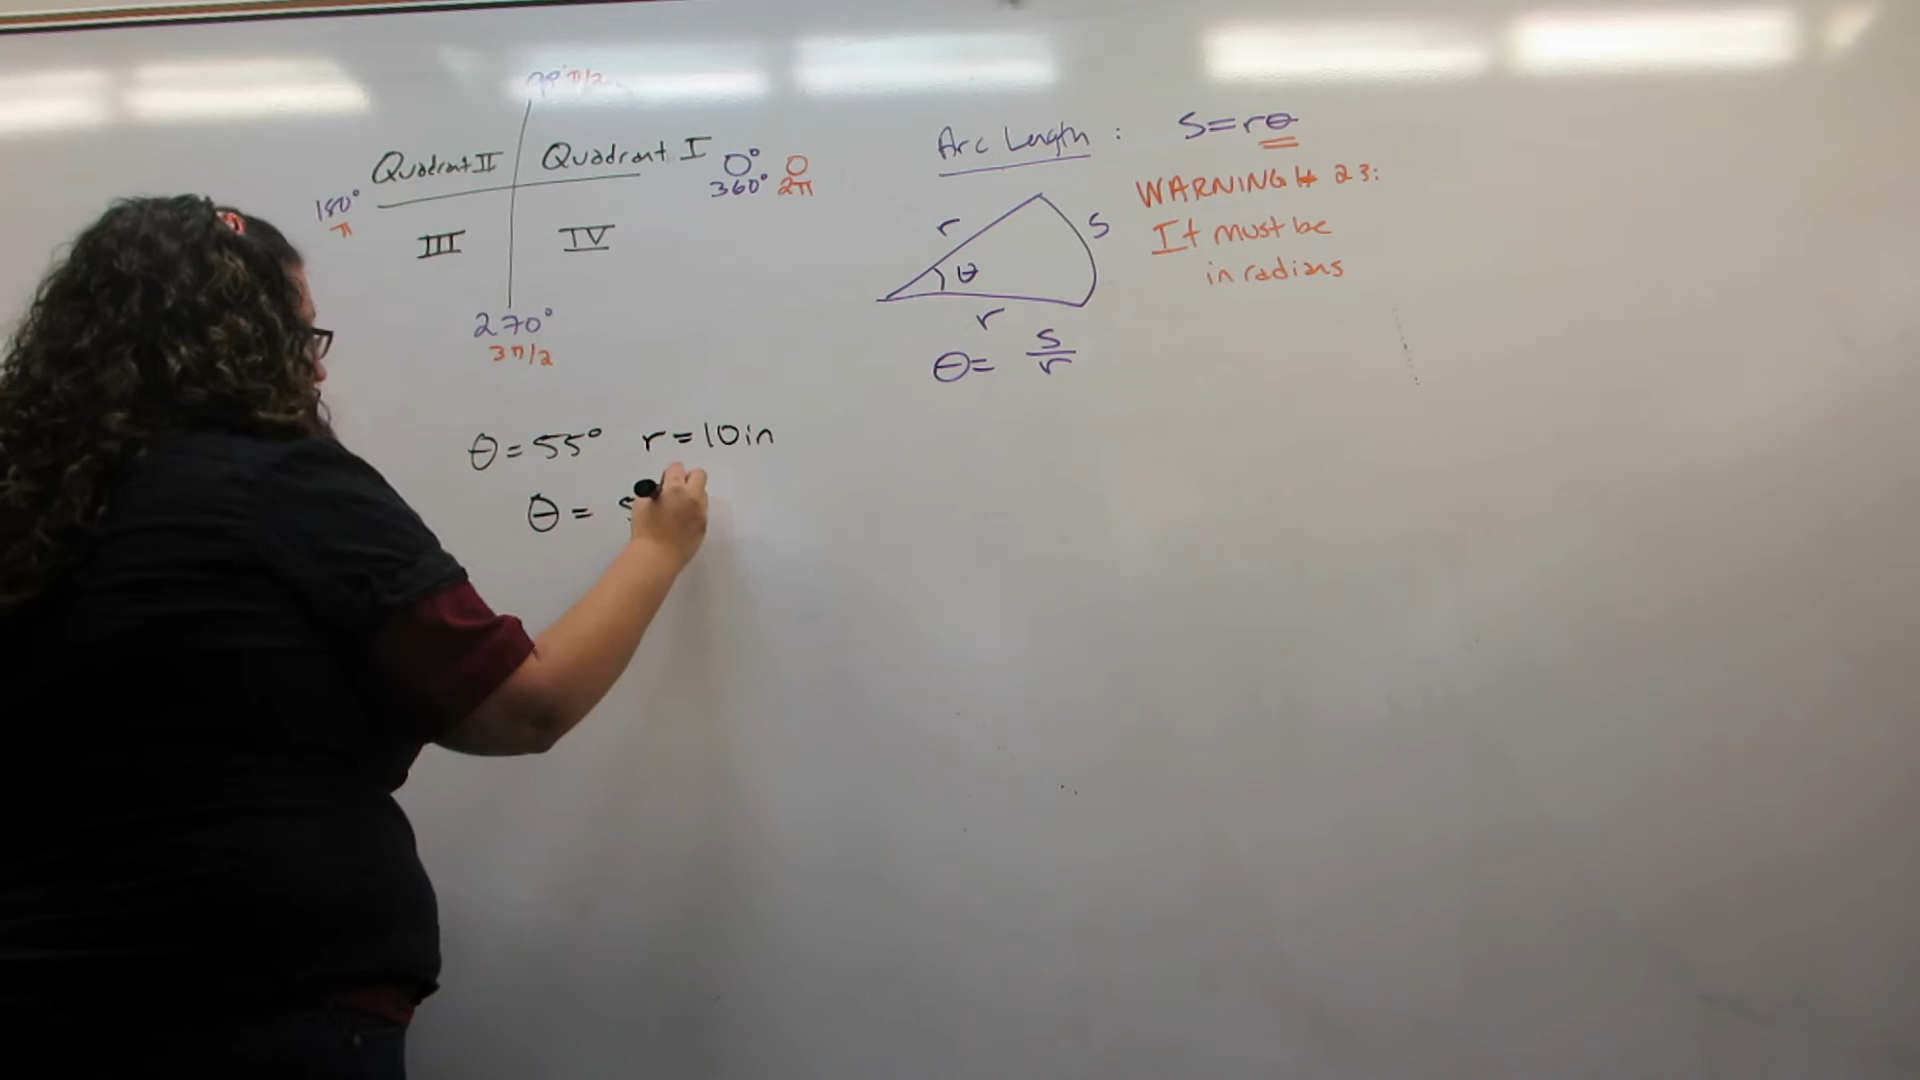 90° π/2
Quadrant II
Quadrant I
0° 0
360° 2π
180°
π
III
IV
270°
3π/2
Arc Length : S=rθ
WARNING # 23:
It must be
in radians
r
S
θ
r
θ= S/r
θ=55° r=10in
θ=